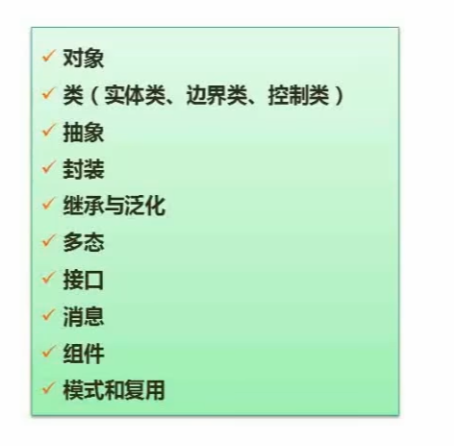 对象
类（实体类、边界类、控制类）
抽象
封装
继承与泛化
多态
接口
消息
组件
模式和复用